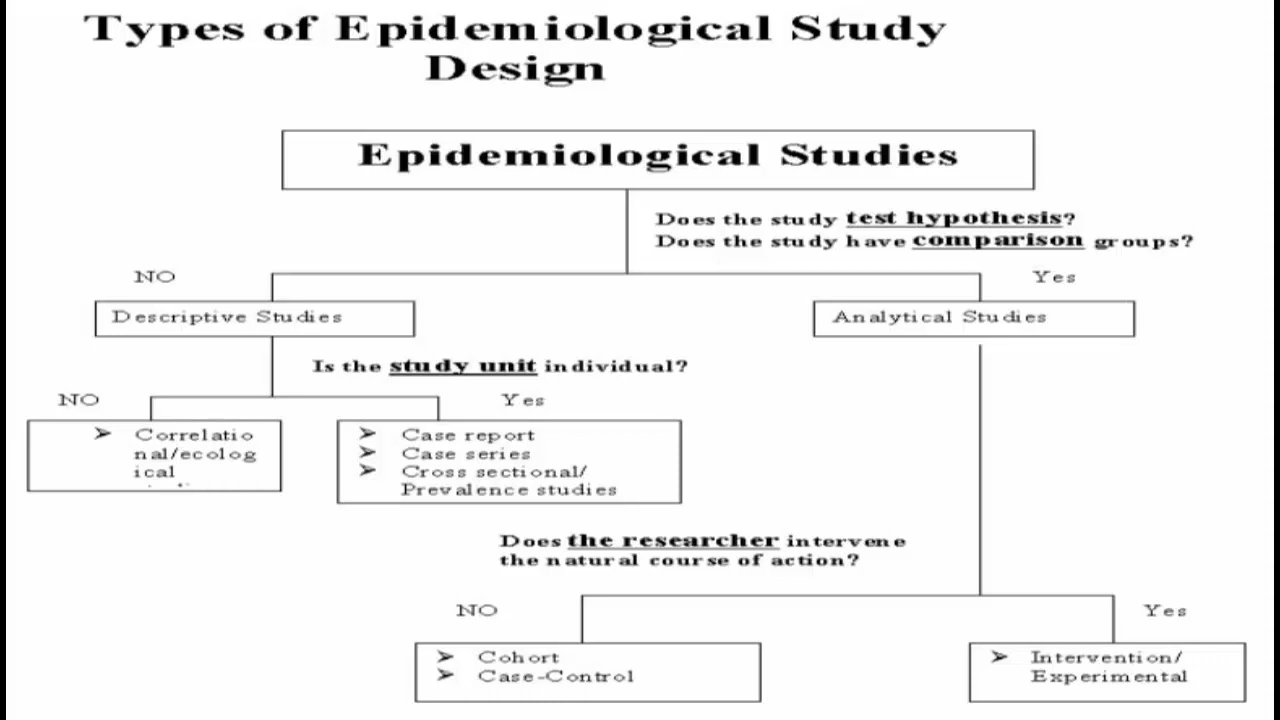 Types of Epidemiological Study
Design
Epidemiological Studies
Does the study test hypothesis?
Does the study have comparison groups?
NO
Yes
Descriptive Studies
Analytical Studies
Is the study unit individual?
NO
Yes
➢ Correlatio
nal/ecolog
ical
➢ Case report
➢ Case series
➢ Cross sectional/
Prevalence studies
Does the researcher intervene
the natural course of action?
NO
Yes
➢ Cohort
➢ Case-Control
➢ Intervention/
Experimental